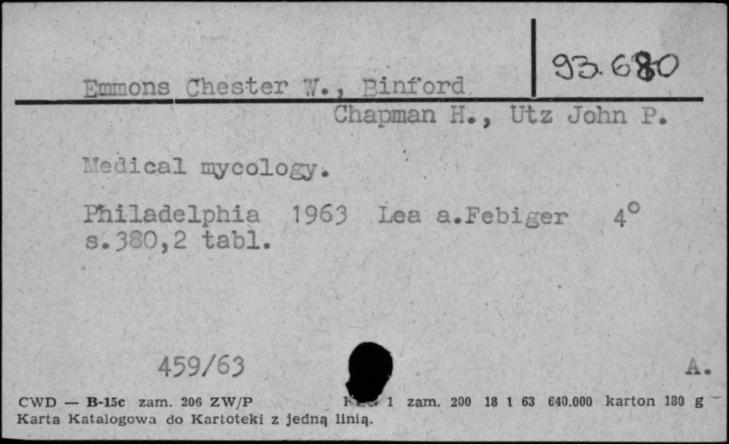 93.680
Emmons Chester W., Binford
Chapman H., Utz John P.
Medical mycology.
Philadelphia 1963 Lea a.Febiger 4°
s.380,2 tabl.
459/63 A.
CWD — B-15c zam. 206 ZW/P 1 zam. 200 18 1 63 640.000 karton 180 g
Karta Katalogowa do Kartoteki z jedną linią.